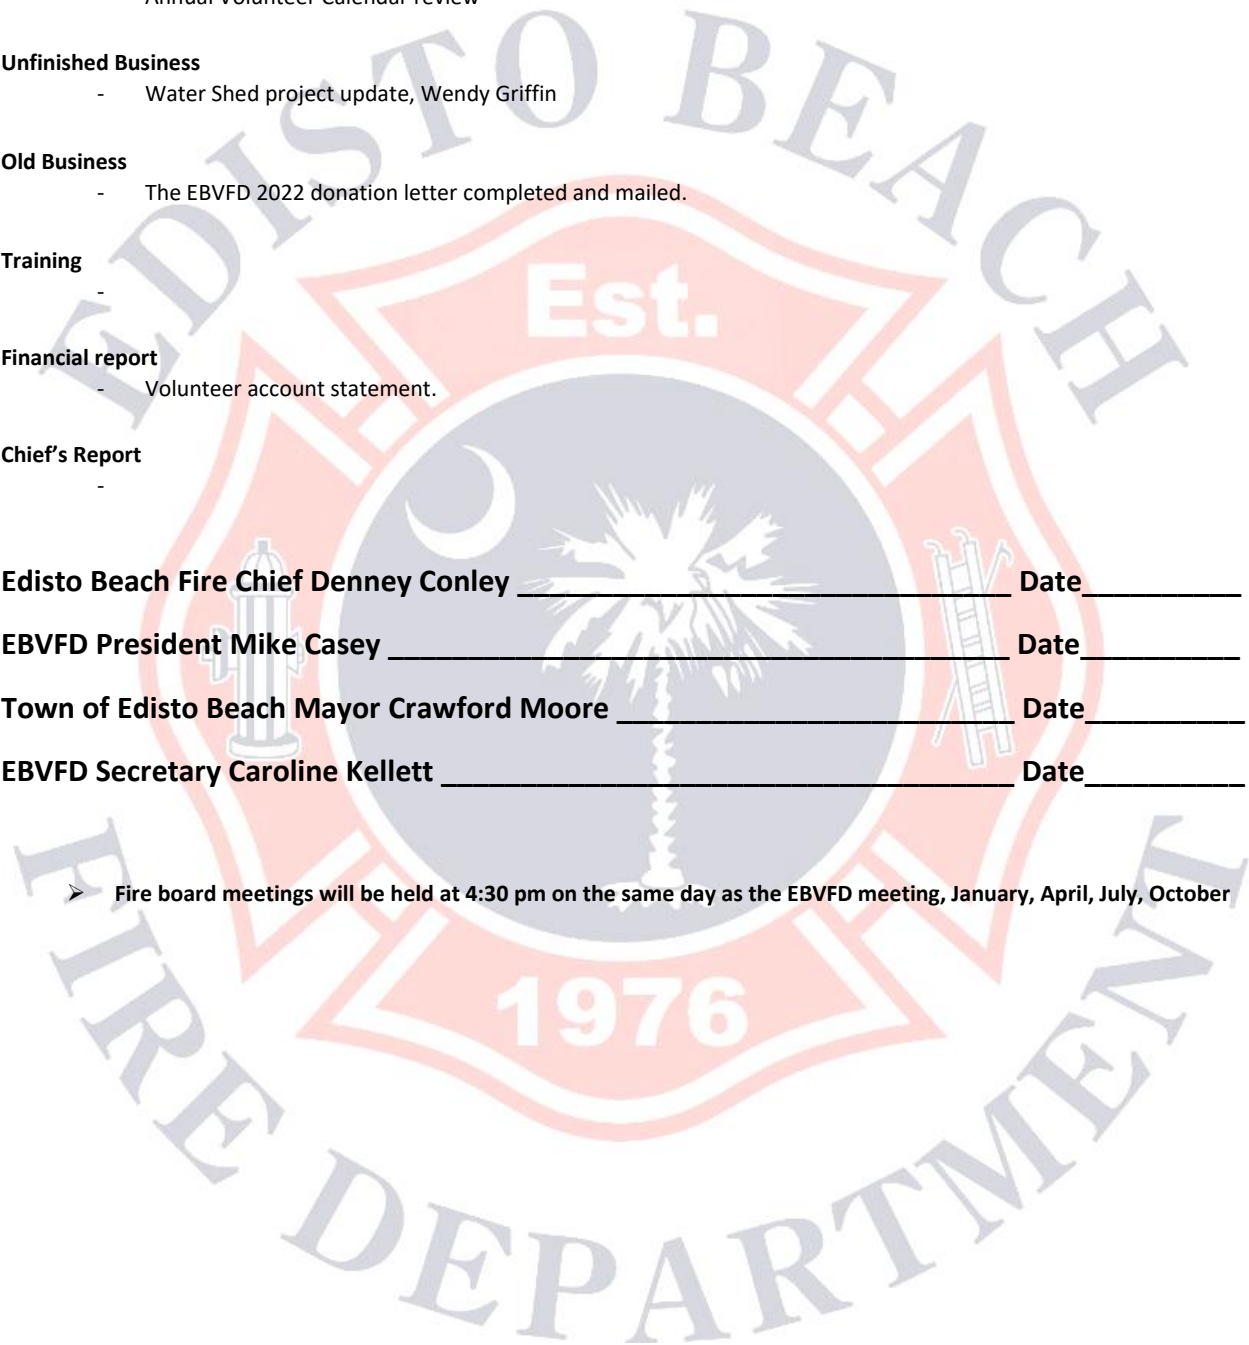 Annual Volunteer Calendar review
Unfinished Business
- Water Shed project update, Wendy Griffin
Old Business
- The EBVFD 2022 donation letter completed and mailed.
Training
-
Financial report
- Volunteer account statement.
Chief’s Report
-
Edisto Beach Fire Chief Denney Conley _______________________________ Date__________
EBVFD President Mike Casey _______________________________________ Date__________
Town of Edisto Beach Mayor Crawford Moore _________________________ Date__________
EBVFD Secretary Caroline Kellett ____________________________________ Date__________
➢ Fire board meetings will be held at 4:30 pm on the same day as the EBVFD meeting, January, April, July, October
EDISTO BEACH
Est.
1976
FIRE DEPARTMENT